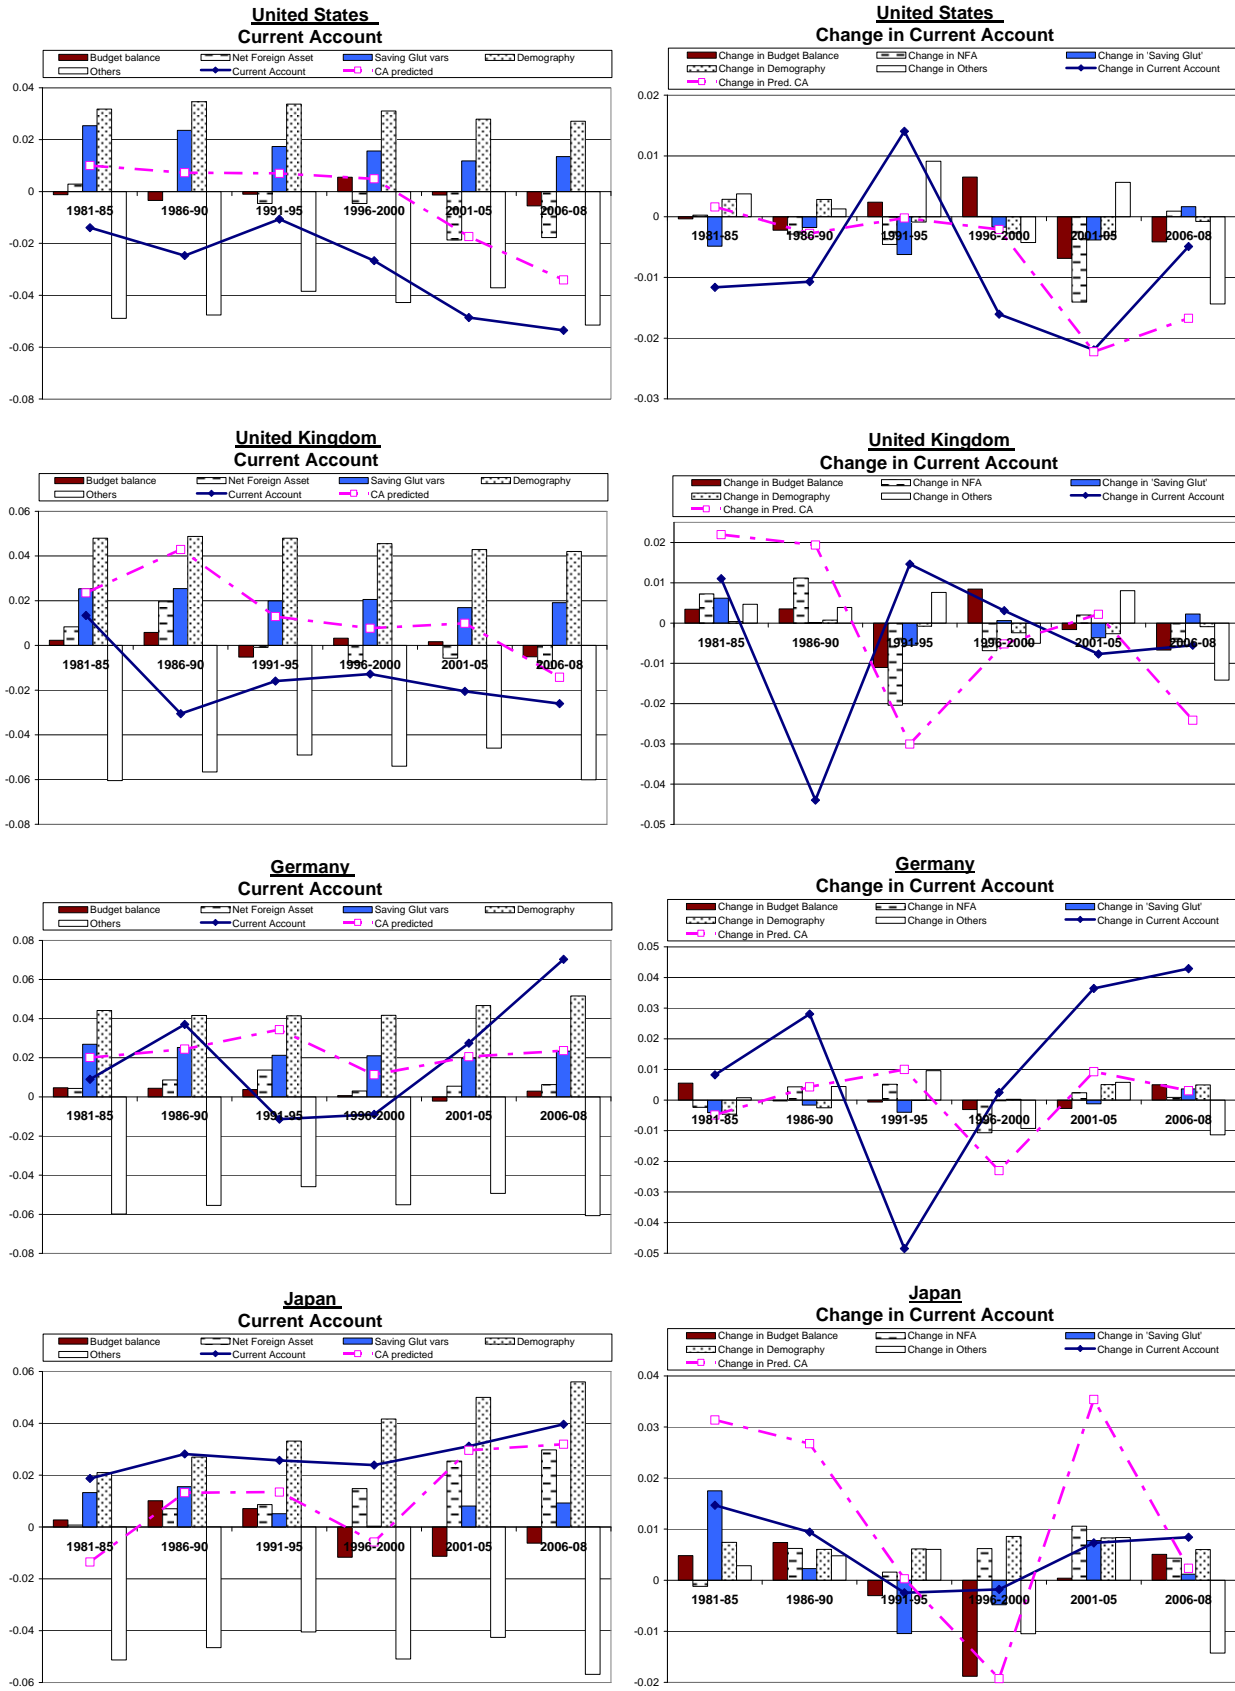 United States
Current Account
Budget balance Net Foreign Asset Saving Glut vars Demography
Others Current Account CA predicted
0.04
0.02
0
-0.02
-0.04
-0.06
-0.08
1981-85 1986-90 1991-95 1996-2000 2001-05 2006-08
United States
Change in Current Account
Change in Budget Balance Change in NFA Change in 'Saving Glut'
Change in Demography Change in Others Change in Current Account
Change in Pred. CA
0.02
0.01
0
-0.01
-0.02
-0.03
1981-85 1986-90 1991-95 1996-2000 2001-05 2006-08
United Kingdom
Current Account
Budget balance Net Foreign Asset Saving Glut vars Demography
Others Current Account CA predicted
0.06
0.04
0.02
0
-0.02
-0.04
-0.06
-0.08
1981-85 1986-90 1991-95 1996-2000 2001-05 2006-08
United Kingdom
Change in Current Account
Change in Budget Balance Change in NFA Change in 'Saving Glut'
Change in Demography Change in Others Change in Current Account
Change in Pred. CA
0.02
0.01
0
-0.01
-0.02
-0.03
-0.04
-0.05
1981-85 1986-90 1991-95 1996-2000 2001-05 2006-08
Germany
Current Account
Budget balance Net Foreign Asset Saving Glut vars Demography
Others Current Account CA predicted
0.08
0.06
0.04
0.02
0
-0.02
-0.04
-0.06
-0.08
1981-85 1986-90 1991-95 1996-2000 2001-05 2006-08
Germany
Change in Current Account
Change in Budget Balance Change in NFA Change in 'Saving Glut'
Change in Demography Change in Others Change in Current Account
Change in Pred. CA
0.05
0.04
0.03
0.02
0.01
0
-0.01
-0.02
-0.03
-0.04
-0.05
1981-85 1986-90 1991-95 1996-2000 2001-05 2006-08
Japan
Current Account
Budget balance Net Foreign Asset Saving Glut vars Demography
Others Current Account CA predicted
0.06
0.04
0.02
0
-0.02
-0.04
-0.06
1981-85 1986-90 1991-95 1996-2000 2001-05 2006-08
Japan
Change in Current Account
Change in Budget Balance Change in NFA Change in 'Saving Glut'
Change in Demography Change in Others Change in Current Account
Change in Pred. CA
0.04
0.03
0.02
0.01
0
-0.01
-0.02
1981-85 1986-90 1991-95 1996-2000 2001-05 2006-08